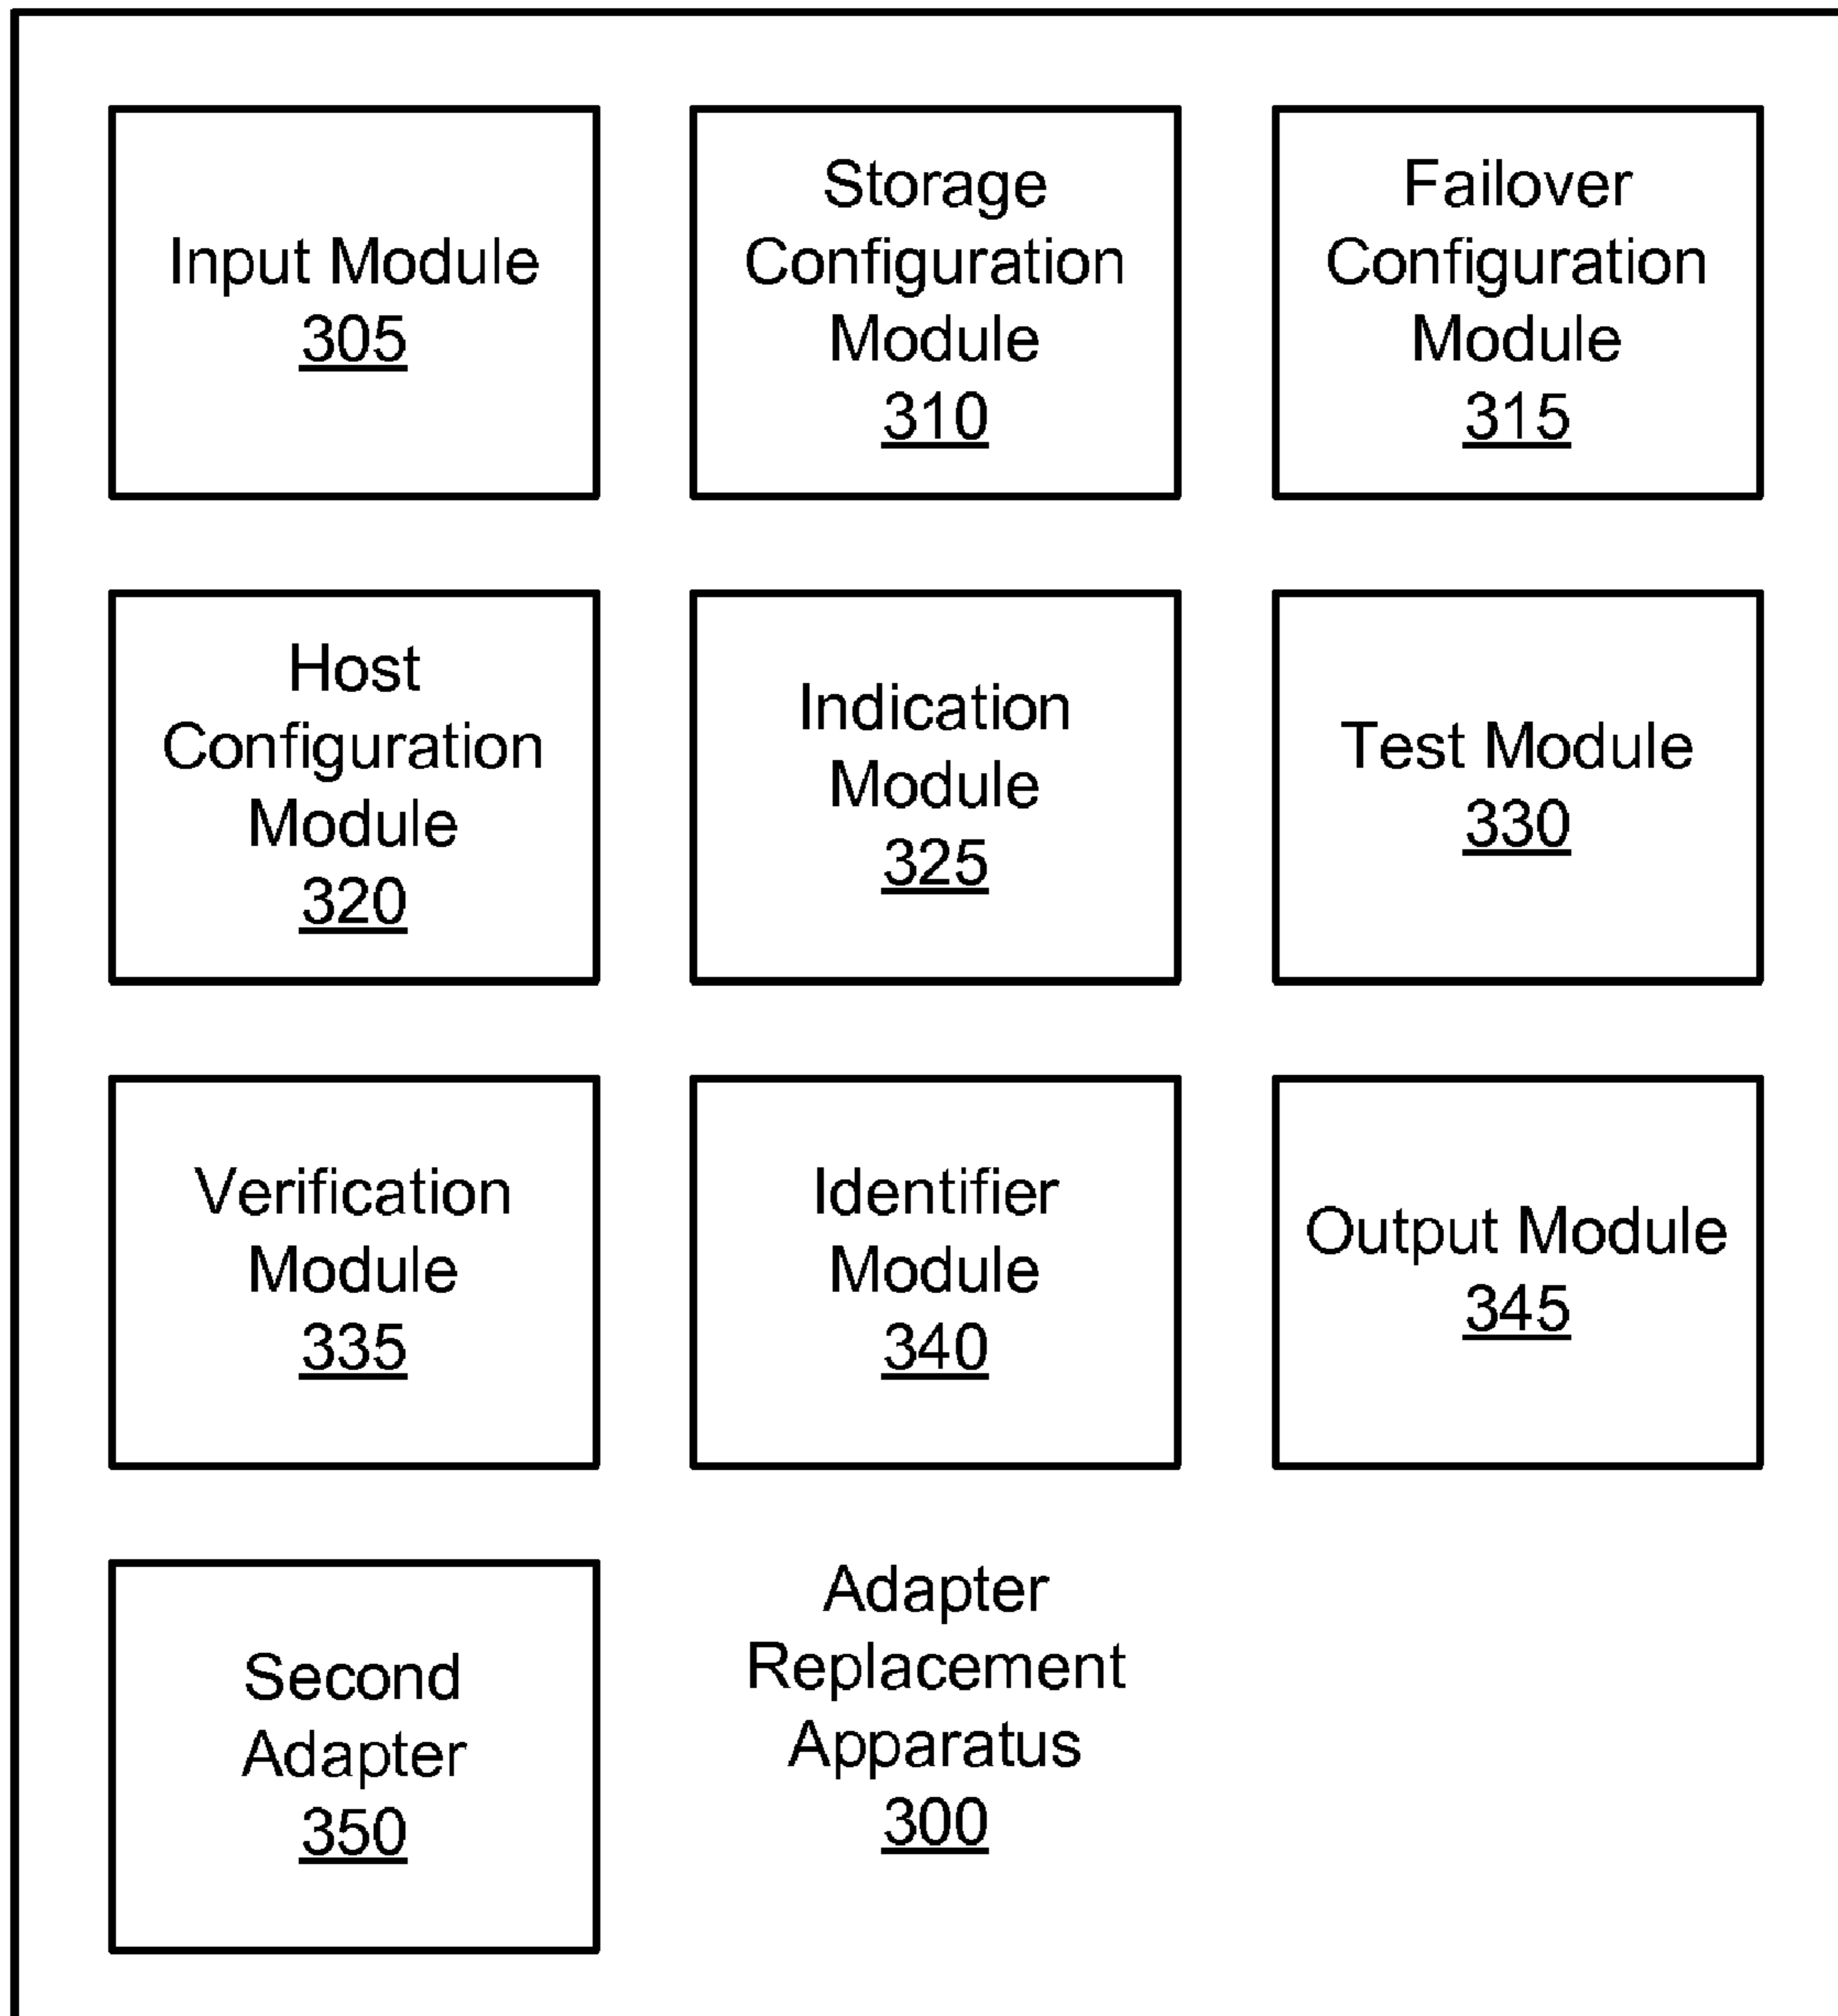 Input Module
305
Storage
Configuration
Module
310
Failover
Configuration
Module
315
Host
Configuration
Module
320
Indication
Module
325
Test Module
330
Verification
Module
335
Identifier
Module
340
Output Module
345
Second
Adapter
350
Adapter
Replacement
Apparatus
300